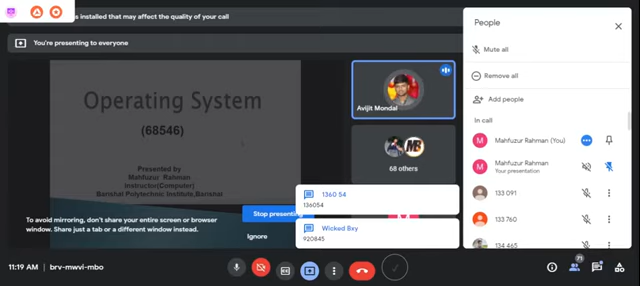 s installed that may affect the quality of your call
You're presenting to everyone
Operating System
(68546)
Presented by
Mahfuzur_Rahman
instructor(Computer)
Barishal Polytechnic Institute,Barishal
To avoid mirroring, don't share your entire screen or browser
window. Share just a tab or a different window instead.
Stop presenting
Ignore
Avijit Mondal
68 others
1360 54
136054
Wicked Bxy
920845
11:19 AM | brv-mwvi-mbo
People
Mute all
Remove all
Add people
In call
M
Mahfuzur Rahman (You)
M
Mahfuzur Rahman
Your presentation
133 091
133 760
134 465
71